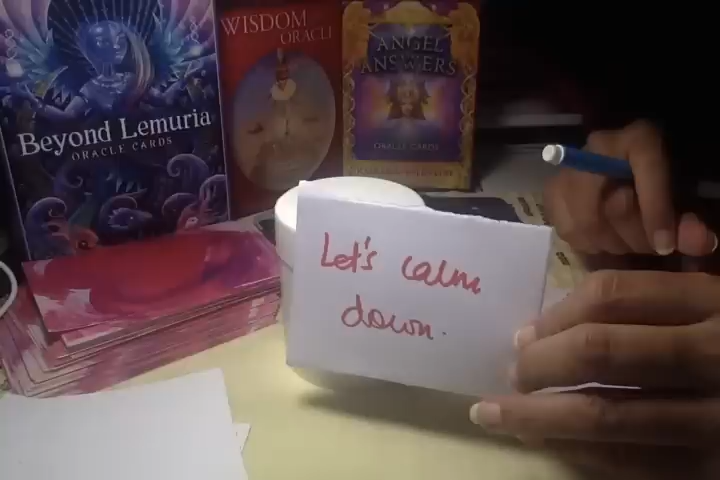 Beyond Lemuria
ORACLE CARDS
WISDOM
ORACLE
ANGEL
ANSWERS
ORACLE CARDS
Let's calm
down.